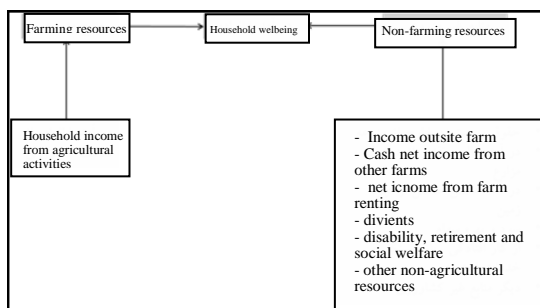 Farming resources
Household welbeing
Non-farming resources
Household income
from agricultural
activities
- Income outsite farm
- Cash net income from
other farms
- net icnome from farm
renting
- divients
- disability, retirement and
social welfare
- other non-agricultural
resources